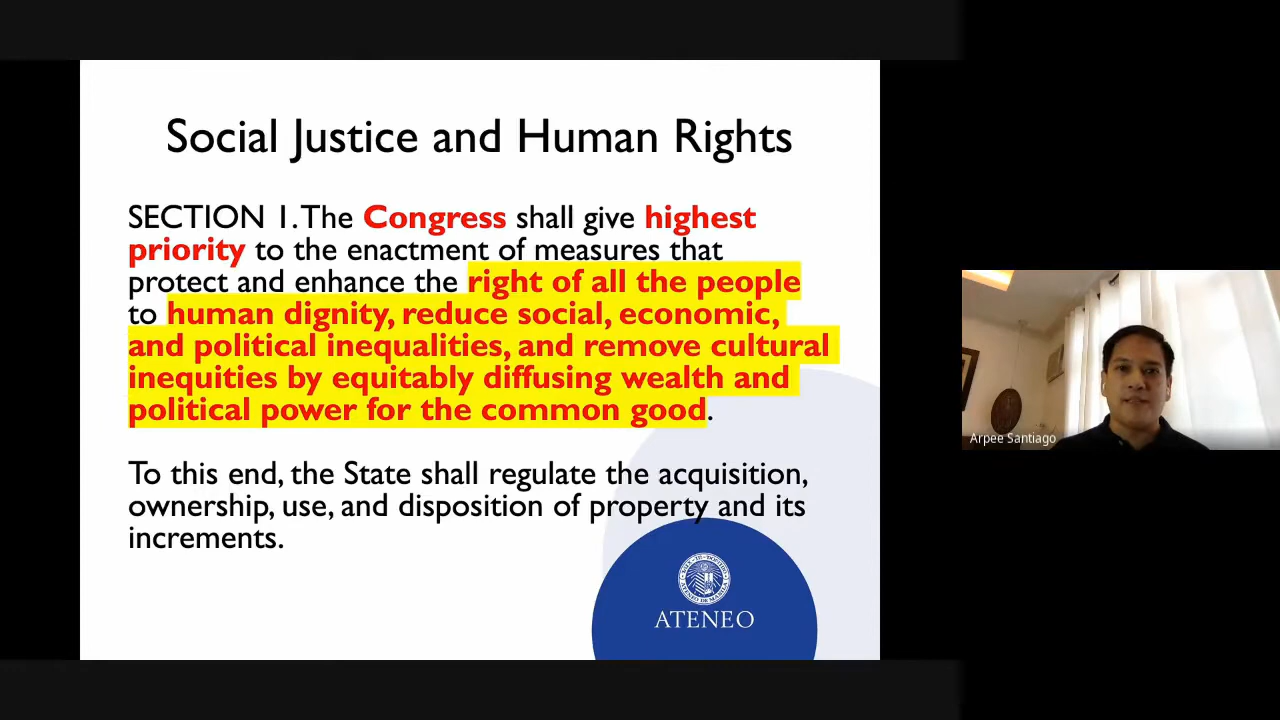 Social Justice and Human Rights
SECTION 1. The Congress shall give highest
priority to the enactment of measures that
protect and enhance the right of all the people
to human dignity, reduce social, economic,
and political inequalities, and remove cultural
inequities by equitably diffusing wealth and
political power for the common good.
To this end, the State shall regulate the acquisition,
ownership, use, and disposition of property and its
increments.
ATENEO
Arpee Santiago